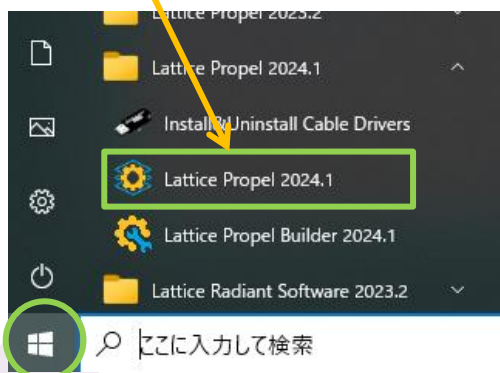 Lattice Propel 2023.2
Lattice Propel 2024.1
Install&Uninstall Cable Drivers
Lattice Propel 2024.1
Lattice Propel Builder 2024.1
Lattice Radiant Software 2023.2
ここに入力して検索